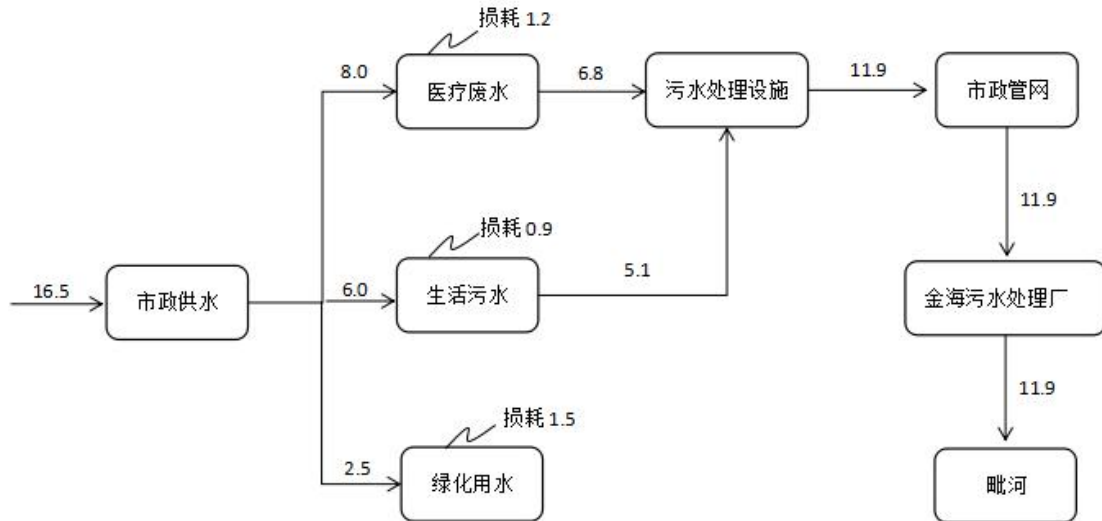 损耗 1.2
8.0
医疗废水
6.8
污水处理设施
11.9
市政管网
11.9
损耗 0.9
16.5
市政供水
6.0
生活污水
5.1
金海污水处理厂
11.9
损耗 1.5
2.5
绿化用水
毗河